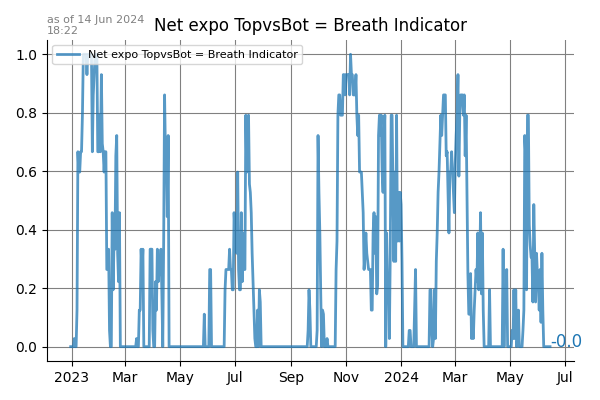 as of 14 Jun 2024
18:22
Net expo TopvsBot = Breath Indicator
Net expo TopvsBot = Breath Indicator
1.0
0.8
0.6
0.4
0.2
0.0
-0.0
2023 Mar May Jul Sep Nov 2024 Mar May Jul